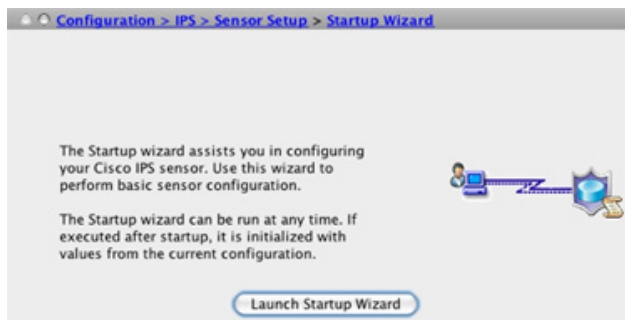 Configuration > IPS > Sensor Setup > Startup Wizard
The Startup wizard assists you in configuring
your Cisco IPS sensor. Use this wizard to
perform basic sensor configuration.
The Startup wizard can be run at any time. If
executed after startup, it is initialized with
values from the current configuration.
Launch Startup Wizard